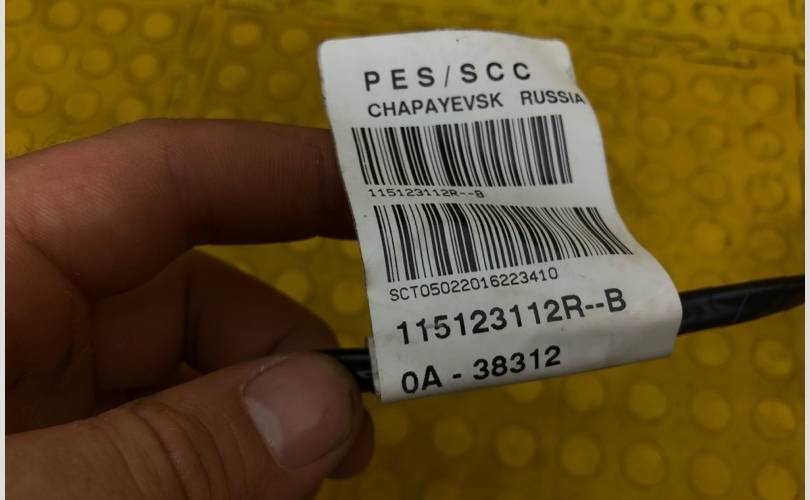 PES/SCC
CHAPAYEVSK RUSSIA
115123112R--B
SCT05022016223410
115123112R--B
0A - 38312